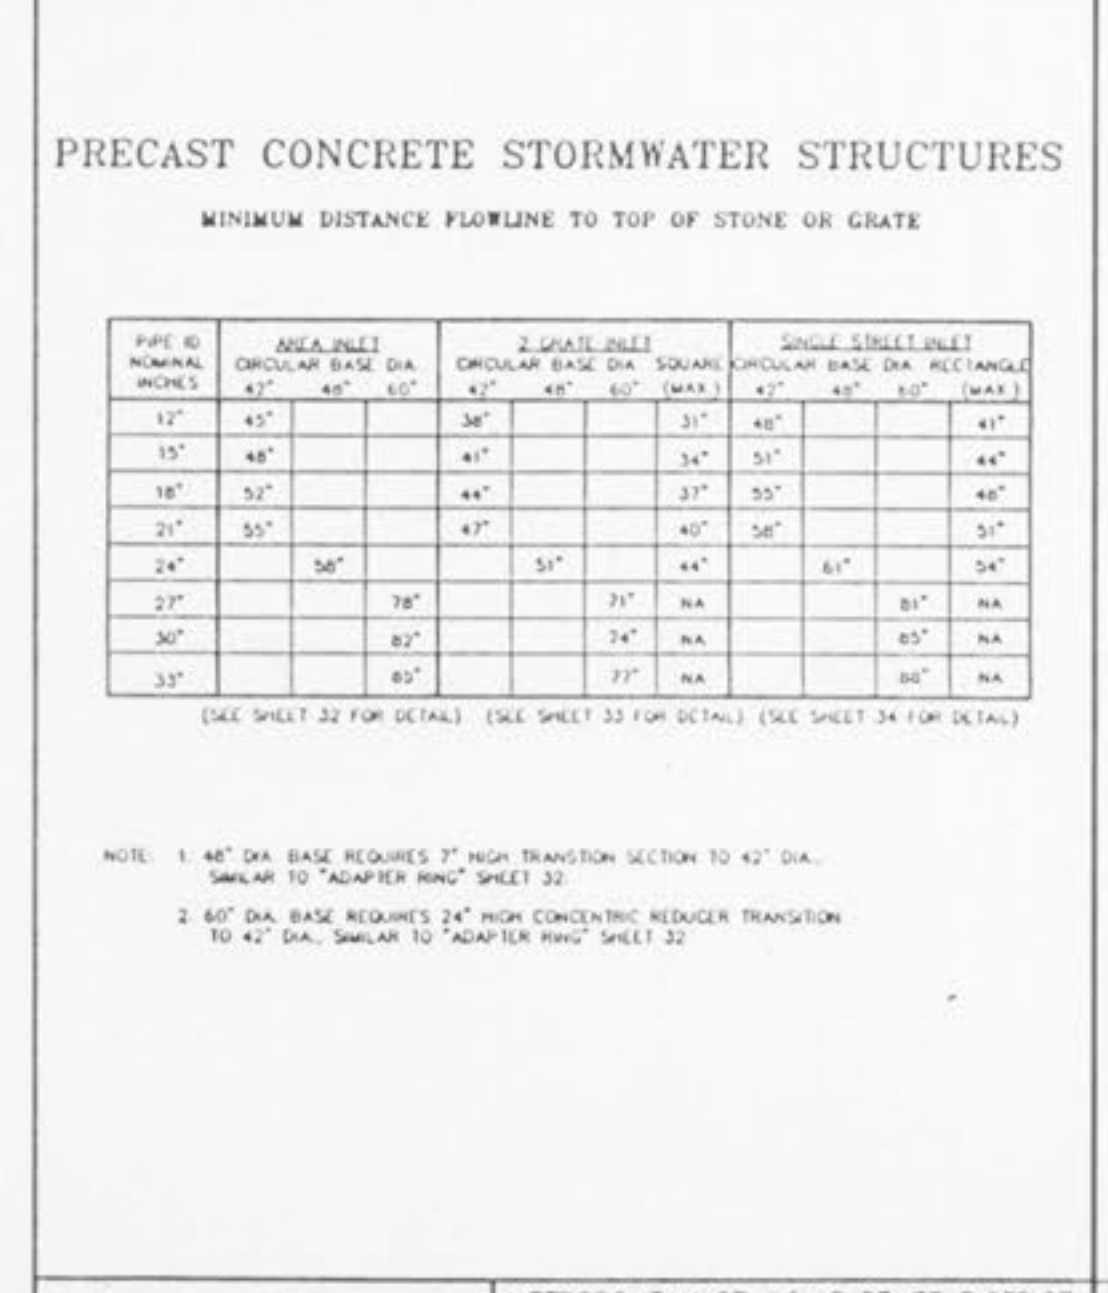 PRECAST CONCRETE STORMWATER STRUCTURES
MINIMUM DISTANCE FLOWLINE TO TOP OF STONE OR GRATE
PIPE ID AREA INLET 2 GRATE INLET SINGLE STREET INLET
NOMINAL CIRCULAR BASE DIA. CIRCULAR BASE DIA SQUARE CIRCULAR BASE DIA. RECTANGLE
INCHES 42" 48" 60" 42" 48" 60" (MAX.) 42" 48" 60" (MAX.)
12" 45" 38" 31" 48" 41"
15" 48" 41" 34" 51" 44"
18" 52" 44" 37" 55" 48"
21" 55" 47" 40" 58" 51"
24" 58" 51" 44" 61" 54"
27" 78" 71" NA 81" NA
30" 82" 74" NA 85" NA
33" 85" 77" NA 88" NA
(SEE SHEET 32 FOR DETAIL) (SEE SHEET 33 FOR DETAIL) (SEE SHEET 34 FOR DETAIL)
NOTE: 1. 48" DIA. BASE REQUIRES 7" HIGH TRANSTION SECTION TO 42" DIA.,
SIMILAR TO "ADAPTER RING" SHEET 32.
2. 60" DIA. BASE REQUIRES 24" HIGH CONCENTRIC REDUCER TRANSITION
TO 42" DIA., SIMILAR TO "ADAPTER RING" SHEET 32